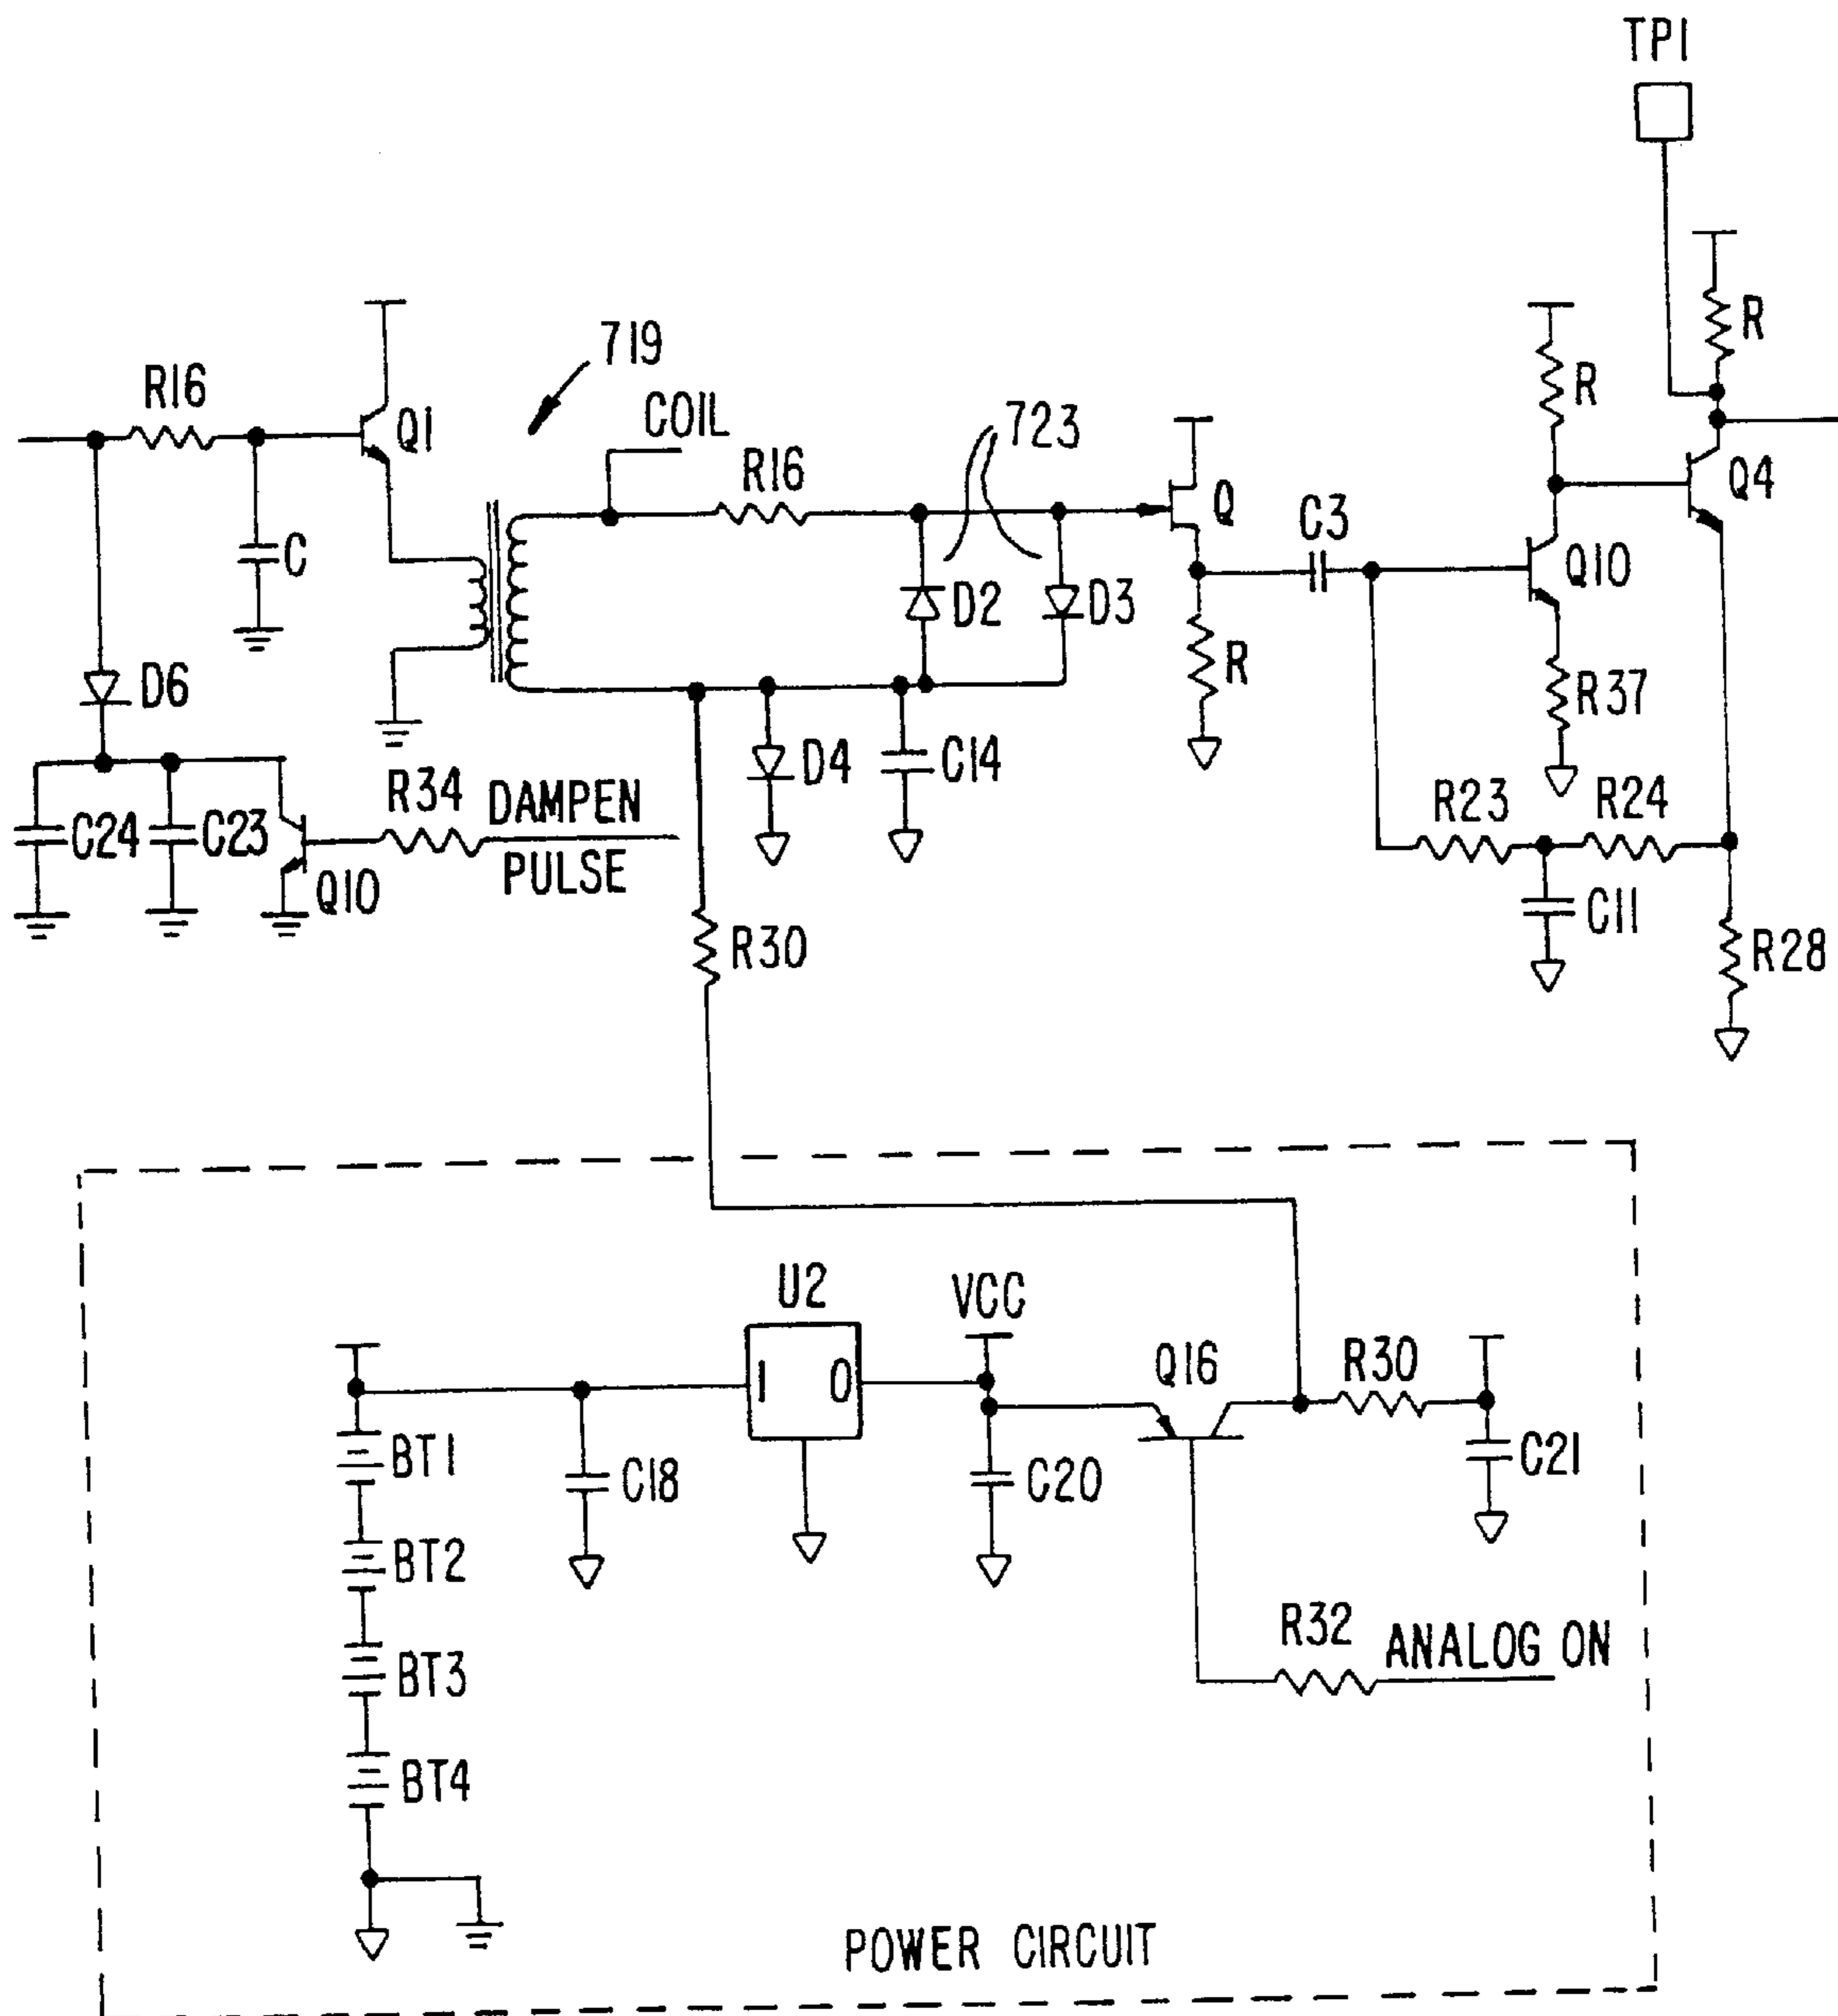 TP1
R
719
R16
Q1
COIL
R16
723
R
Q
C3
Q4
C
D2
D3
Q10
R
R37
D6
D4
C14
R34
DAMPEN
PULSE
R23
R24
C24
C23
Q10
C11
R30
R28
U2
VCC
I
O
Q16
R30
BT1
C18
C20
C21
BT2
R32
ANALOG ON
BT3
BT4
POWER CIRCUIT